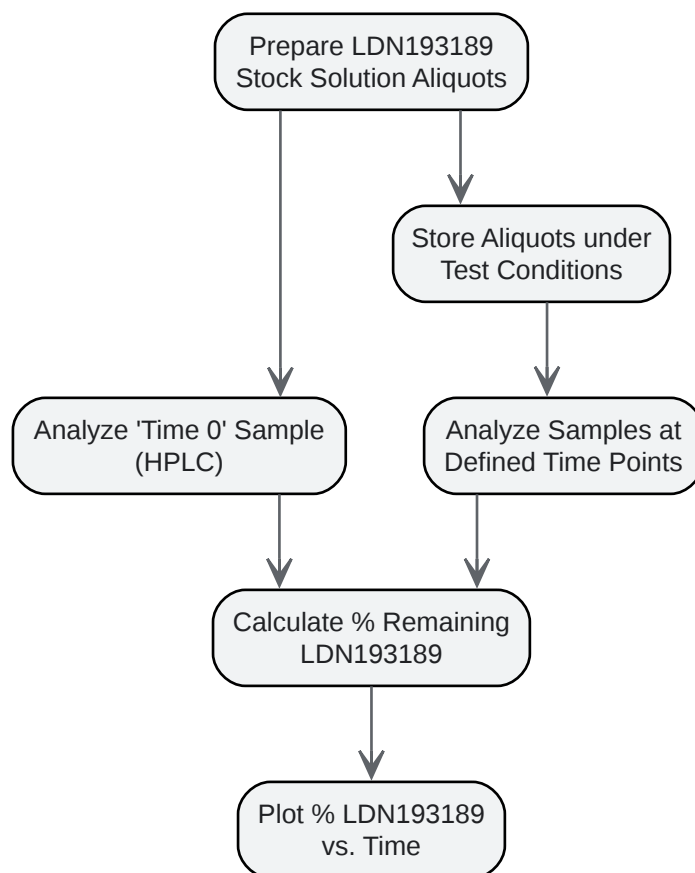 Prepare LDN193189
Stock Solution Aliquots
Store Aliquots under
Test Conditions
Analyze 'Time 0' Sample
(HPLC)
Analyze Samples at
Defined Time Points
Calculate % Remaining
LDN193189
Plot % LDN193189
vs. Time